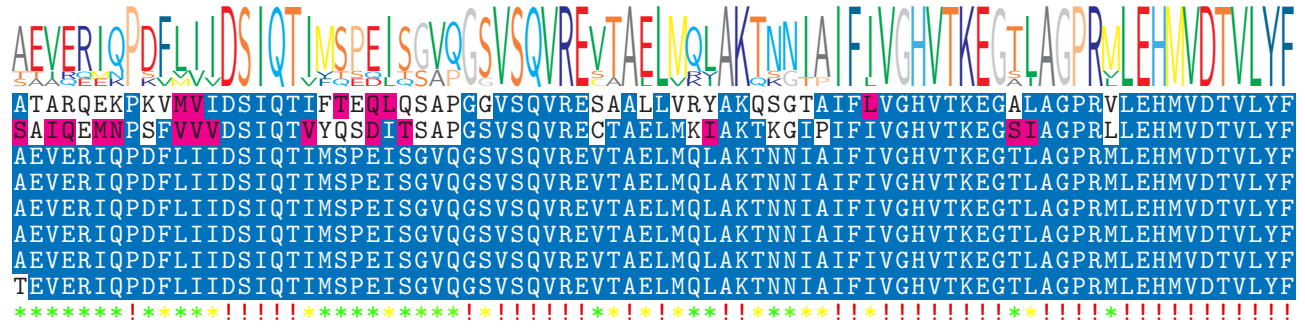 AEVERIQPDFLIIDSIQTIMSPEISGVQGSVSQVREVTAELMQLAKTNNIAIFIVGHVTKEGTLAGPRMLEHMVDTVLYF
ATARQEKPKVMVIDSIQTIFTEQLQSAPGGVSQVRESAALLVRYAKQSGTAIFLVGHVTKEGALAGPRVLEHMVDTVLYF
SAIQEMNPSFVVVDSIQTVYQSDITSAPGSVSQVRECTAELMKIAKTKGIPIFIVGHVTKEGSIAGPRLLEHMVDTVLYF
AEVERIQPDFLIIDSIQTIMSPEISGVQGSVSQVREVTAELMQLAKTNNIAIFIVGHVTKEGTLAGPRMLEHMVDTVLYF
AEVERIQPDFLIIDSIQTIMSPEISGVQGSVSQVREVTAELMQLAKTNNIAIFIVGHVTKEGTLAGPRMLEHMVDTVLYF
AEVERIQPDFLIIDSIQTIMSPEISGVQGSVSQVREVTAELMQLAKTNNIAIFIVGHVTKEGTLAGPRMLEHMVDTVLYF
AEVERIQPDFLIIDSIQTIMSPEISGVQGSVSQVREVTAELMQLAKTNNIAIFIVGHVTKEGTLAGPRMLEHMVDTVLYF
AEVERIQPDFLIIDSIQTIMSPEISGVQGSVSQVREVTAELMQLAKTNNIAIFIVGHVTKEGTLAGPRMLEHMVDTVLYF
TEVERIQPDFLIIDSIQTIMSPEISGVQGSVSQVREVTAELMQLAKTNNIAIFIVGHVTKEGTLAGPRMLEHMVDTVLYF
*******!*****!!!!!**********!*!!!!!!**!*!***!!*****!!*!!!!!!!!**!!!!*!!!!!!!!!!!